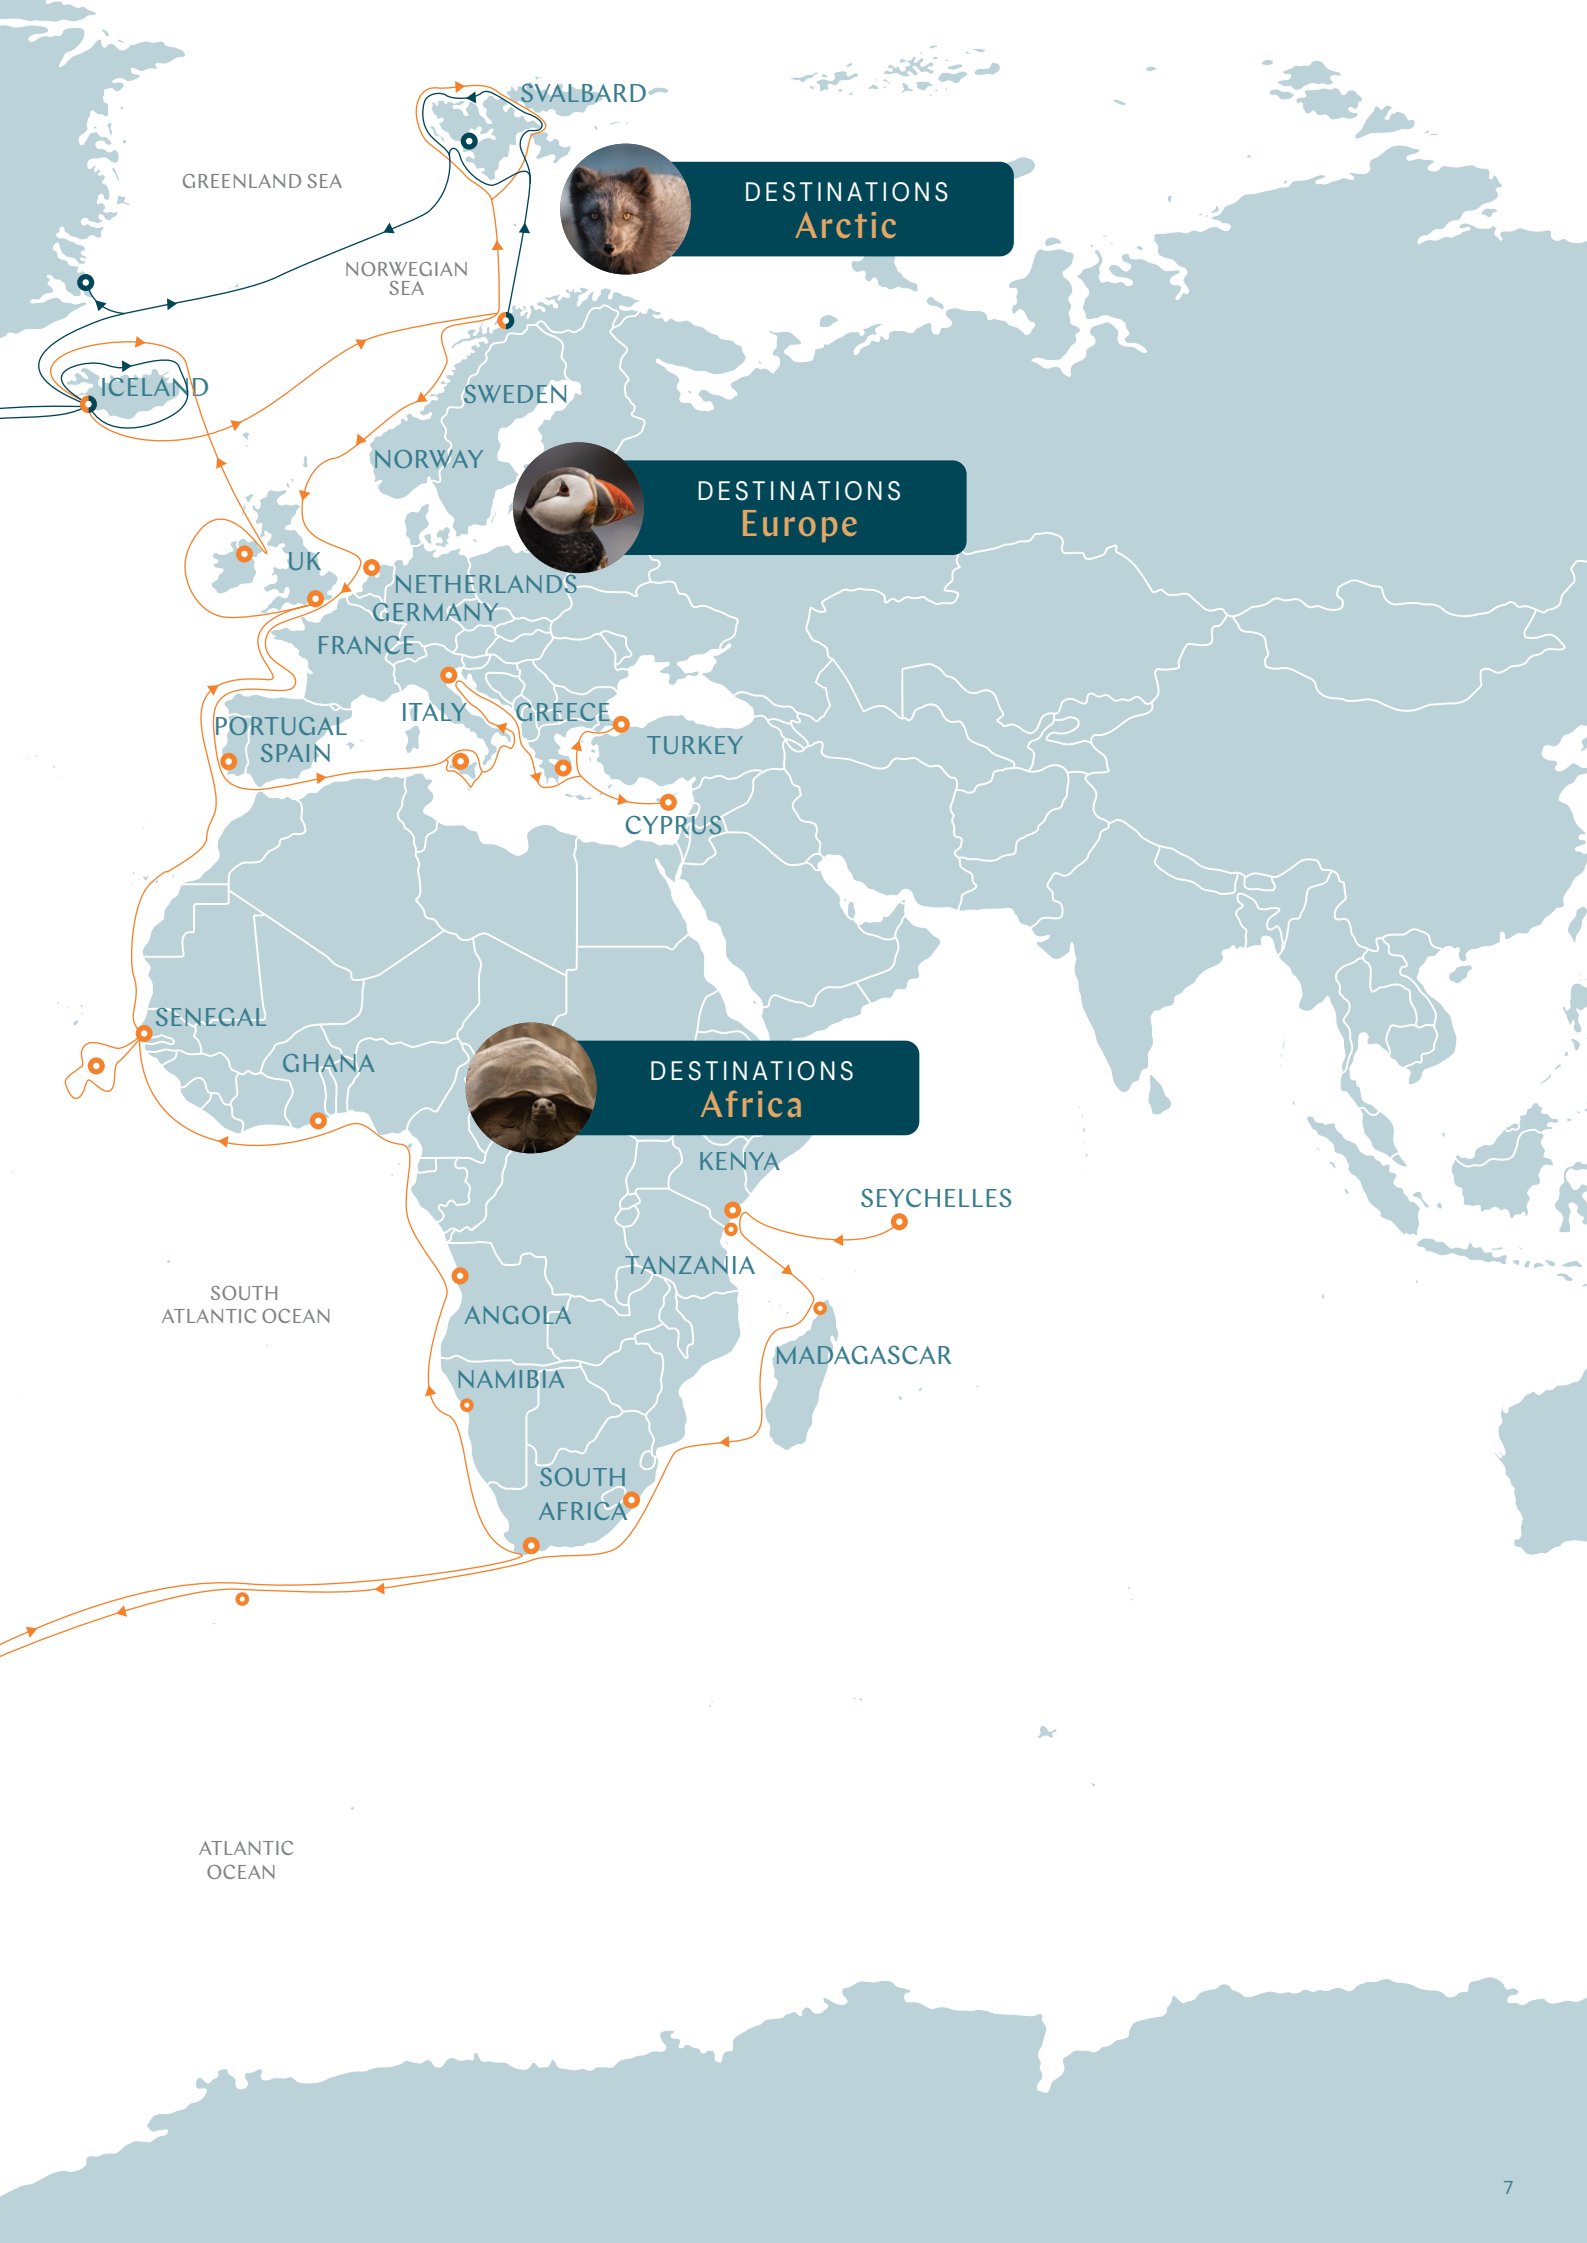 SVALBARD
GREENLAND SEA
DESTINATIONS
Arctic
NORWEGIAN
SEA
ICELAND
SWEDEN
NORWAY
DESTINATIONS
Europe
UK
NETHERLANDS
GERMANY
FRANCE
ITALY
GREECE
PORTUGAL
SPAIN
TURKEY
CYPRUS
SENEGAL
GHANA
DESTINATIONS
Africa
KENYA
SEYCHELLES
TANZANIA
SOUTH
ATLANTIC OCEAN
ANGOLA
MADAGASCAR
NAMIBIA
SOUTH
AFRICA
ATLANTIC
OCEAN
7